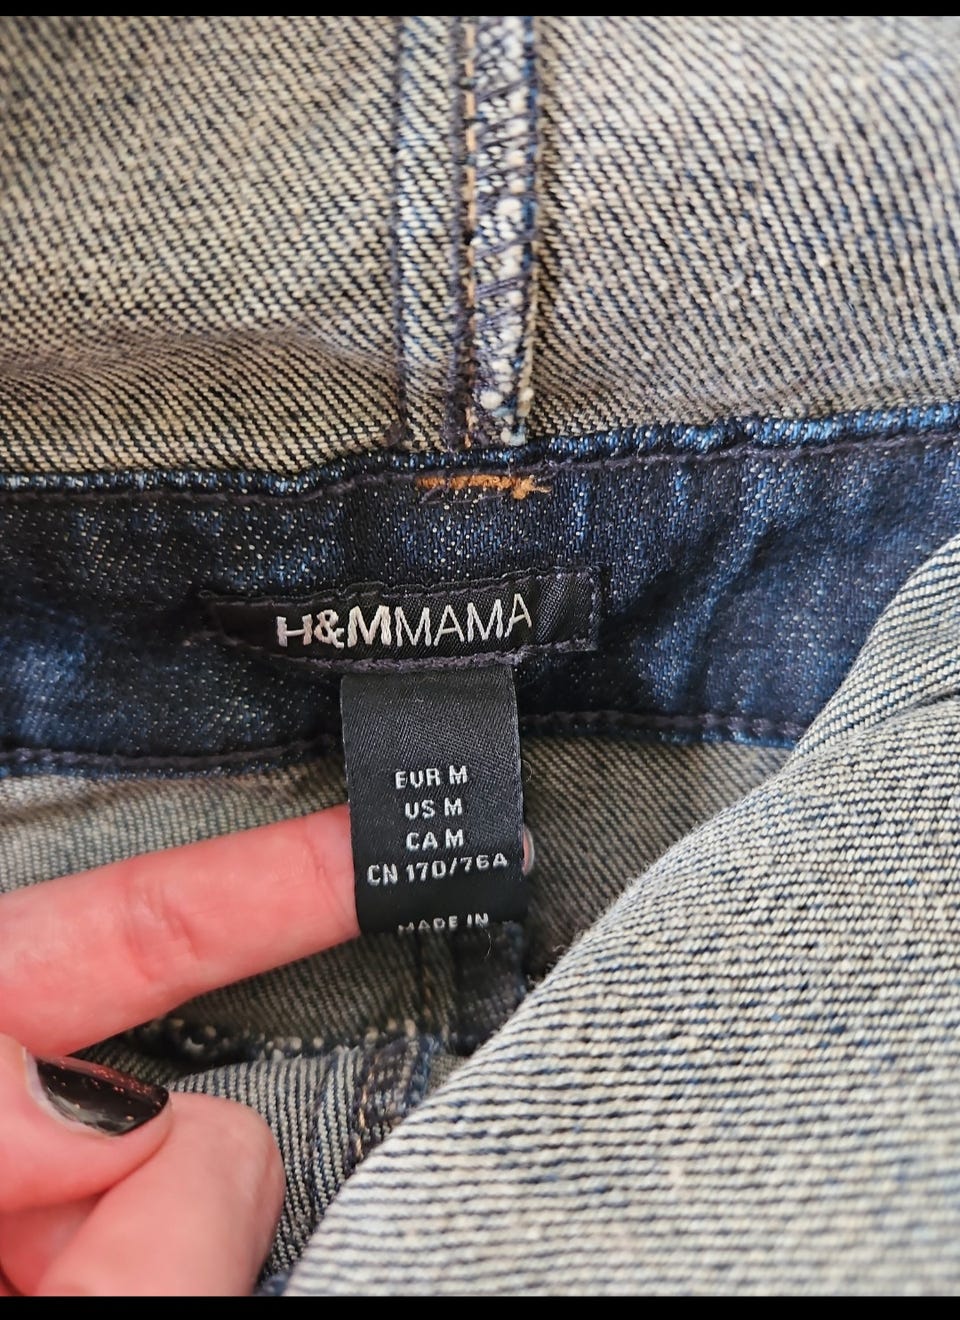 H&MMAMA
EUR M
US M
CA M
CN 170/76A
MADE IN